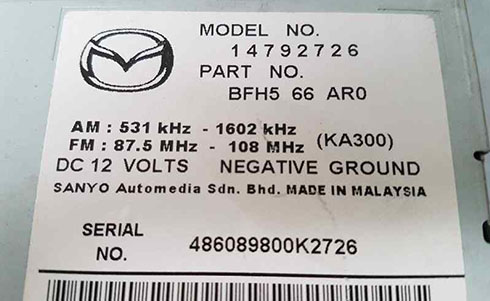 MODEL NO.
14792726
PART NO.
BFH5 66 AR0
AM : 531 kHz - 1602 kHz
FM : 87.5 MHz - 108 MHz (KA300)
DC 12 VOLTS NEGATIVE GROUND
SANYO Automedia Sdn. Bhd. MADE IN MALAYSIA
SERIAL
NO. 486089800K2726